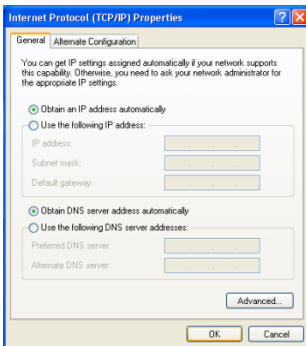 Internet Protocol (TCP/IP) Properties
General
Alternate Configuration
You can get IP settings assigned automatically if your network supports
this capability. Otherwise, you need to ask your network administrator for
the appropriate IP settings.
Obtain an IP address automatically
Use the following IP address:
IP address:
Subnet mask:
Default gateway:
Obtain DNS server address automatically
Use the following DNS server addresses:
Preferred DNS server:
Alternate DNS server:
Advanced...
OK
Cancel